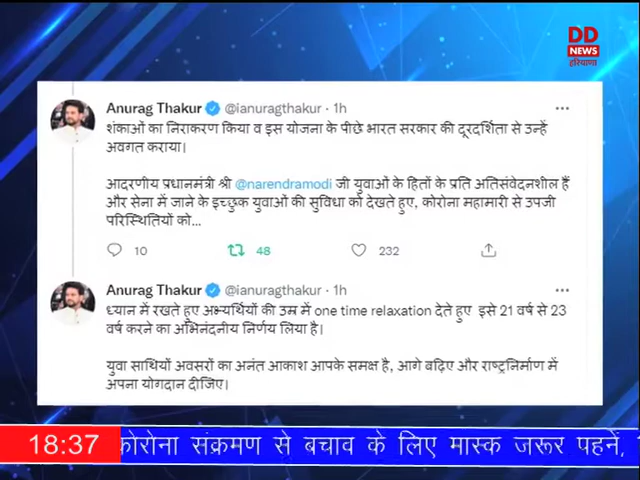 DD
NEWS
हरियाणा
Anurag Thakur @ianuragthakur · 1h
शंकाओं का निराकरण किया व इस योजना के पीछे भारत सरकार की दूरदर्शिता से उन्हें
अवगत कराया।
आदरणीय प्रधानमंत्री श्री @narendramodi जी युवाओं के हितों के प्रति अतिसंवेदनशील हैं
और सेना में जाने के इच्छुक युवाओं की सुविधा को देखते हुए, कोरोना महामारी से उपजी
परिस्थितियों को...
10 48 232
Anurag Thakur @ianuragthakur · 1h
ध्यान में रखते हुए अभ्यर्थियों की उम्र में one time relaxation देते हुए इसे 21 वर्ष से 23
वर्ष करने का अभिनंदनीय निर्णय लिया है।
युवा साथियों अवसरों का अनंत आकाश आपके समक्ष है, आगे बढ़िए और राष्ट्रनिर्माण में
अपना योगदान दीजिए।
18:37 कोरोना संक्रमण से बचाव के लिए मास्क जरूर पहनें,